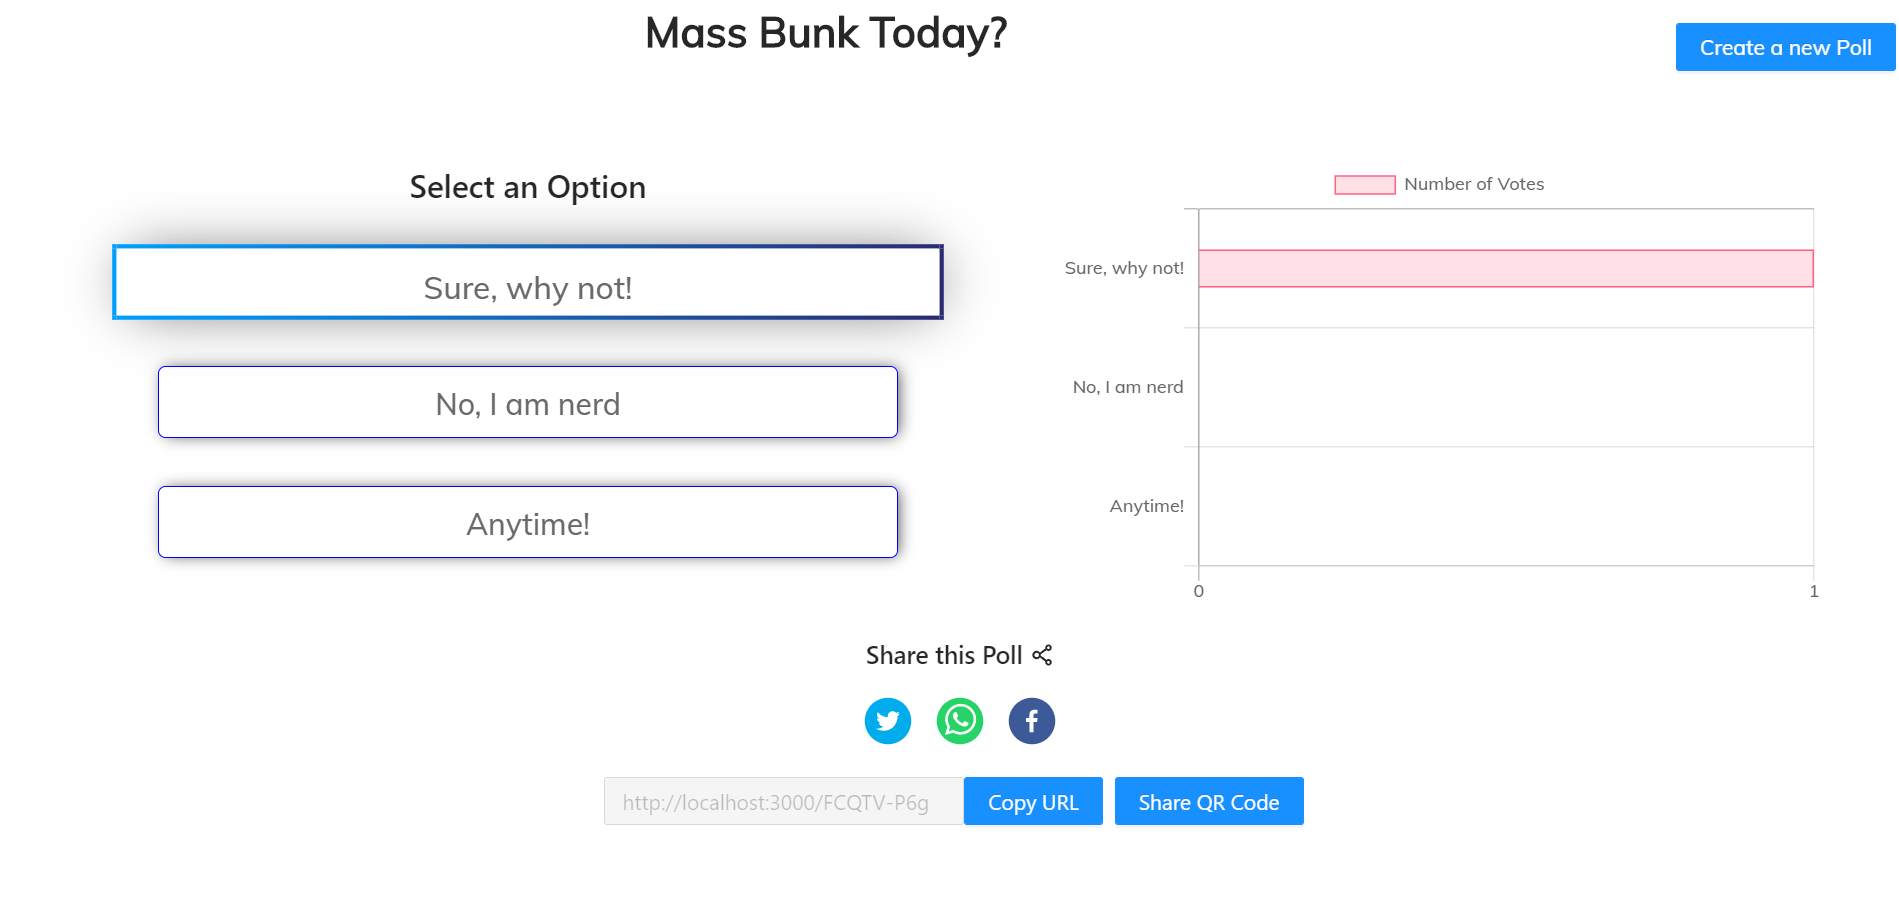 Mass Bunk Today?
Create a new Poll
Select an Option
Sure, why not!
No, I am nerd
Anytime!
Number of Votes
Sure, why not!
No, I am nerd
Anytime!
0 1
Share this Poll
http://localhost:3000/FCQTV-P6g
Copy URL
Share QR Code